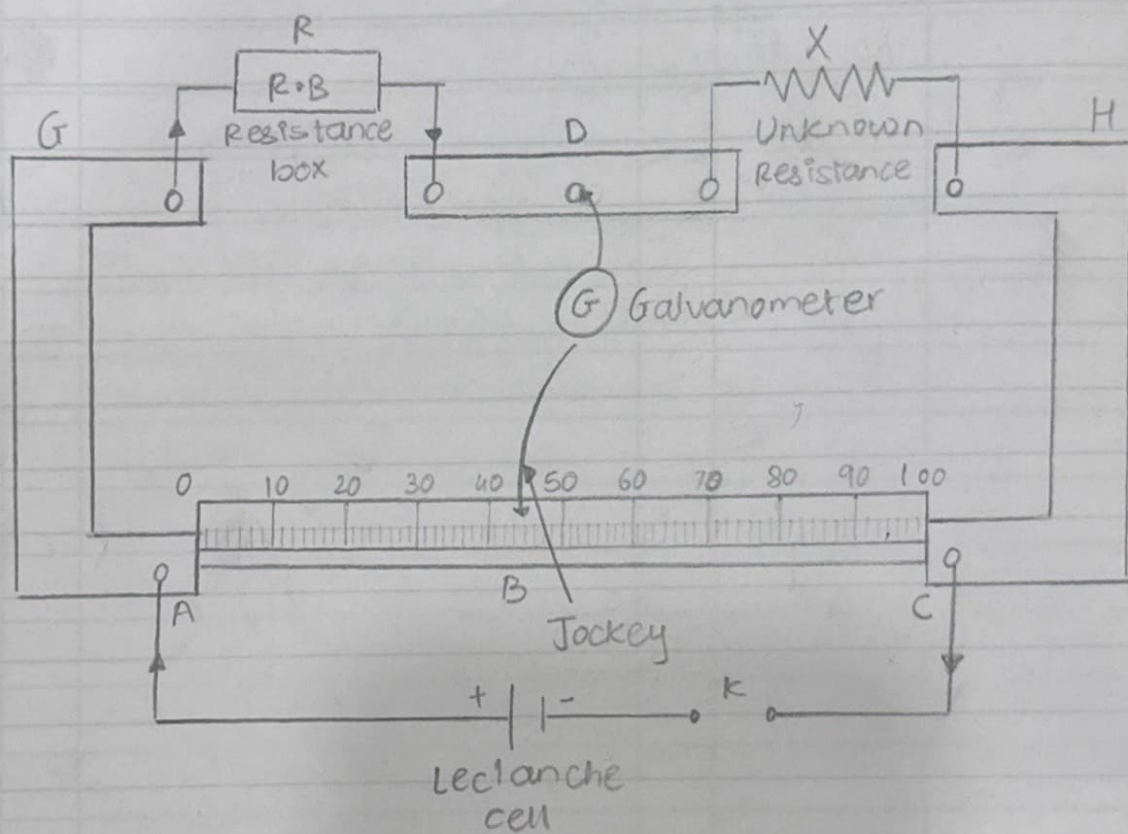 R
X
R.B
G
Resistance
box
D
Unknown
Resistance
H
G
Galvanometer
0 10 20 30 40 50 60 70 80 90 100
A
B
C
Jockey
+ -
K
Leclanche
cell